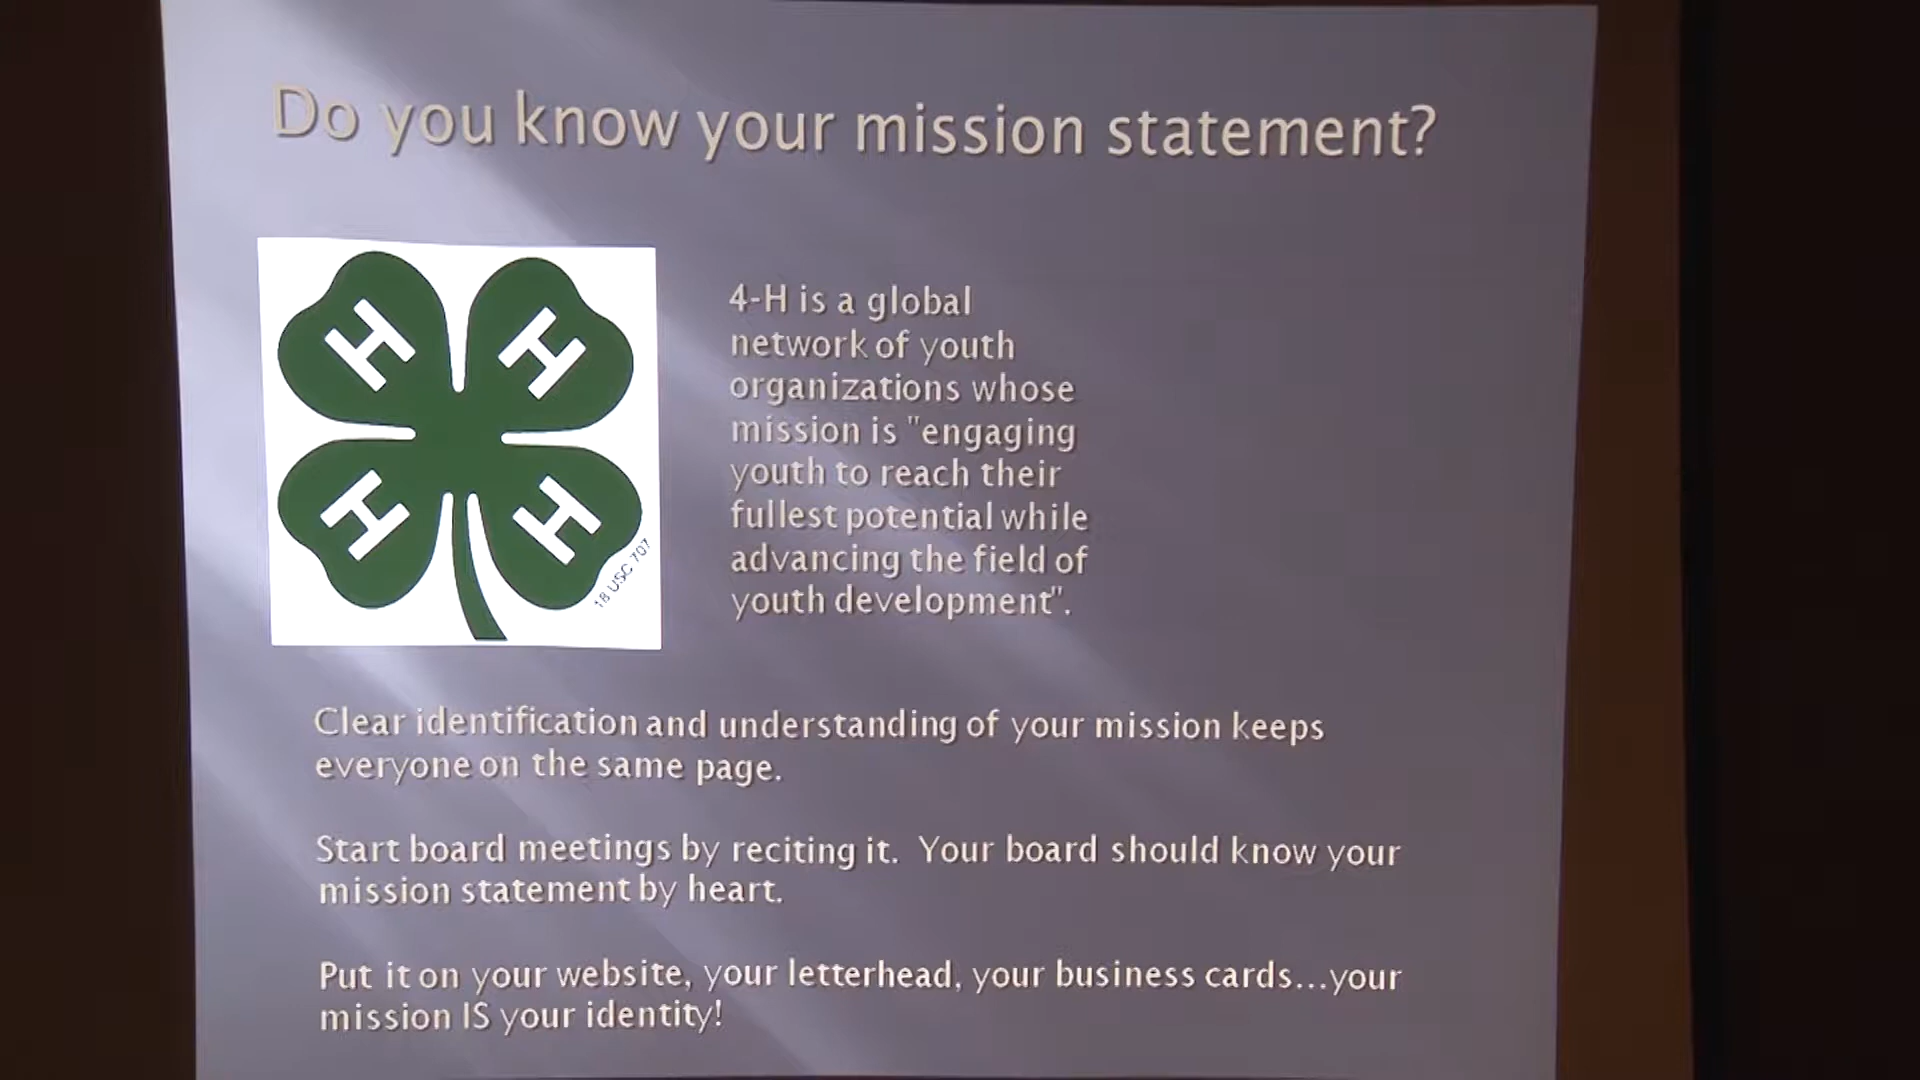 Do you know your mission statement?
H H
H H
18 USC 707
4-H is a global
network of youth
organizations whose
mission is "engaging
youth to reach their
fullest potential while
advancing the field of
youth development".
Clear identification and understanding of your mission keeps
everyone on the same page.
Start board meetings by reciting it. Your board should know your
mission statement by heart.
Put it on your website, your letterhead, your business cards...your
mission IS your identity!